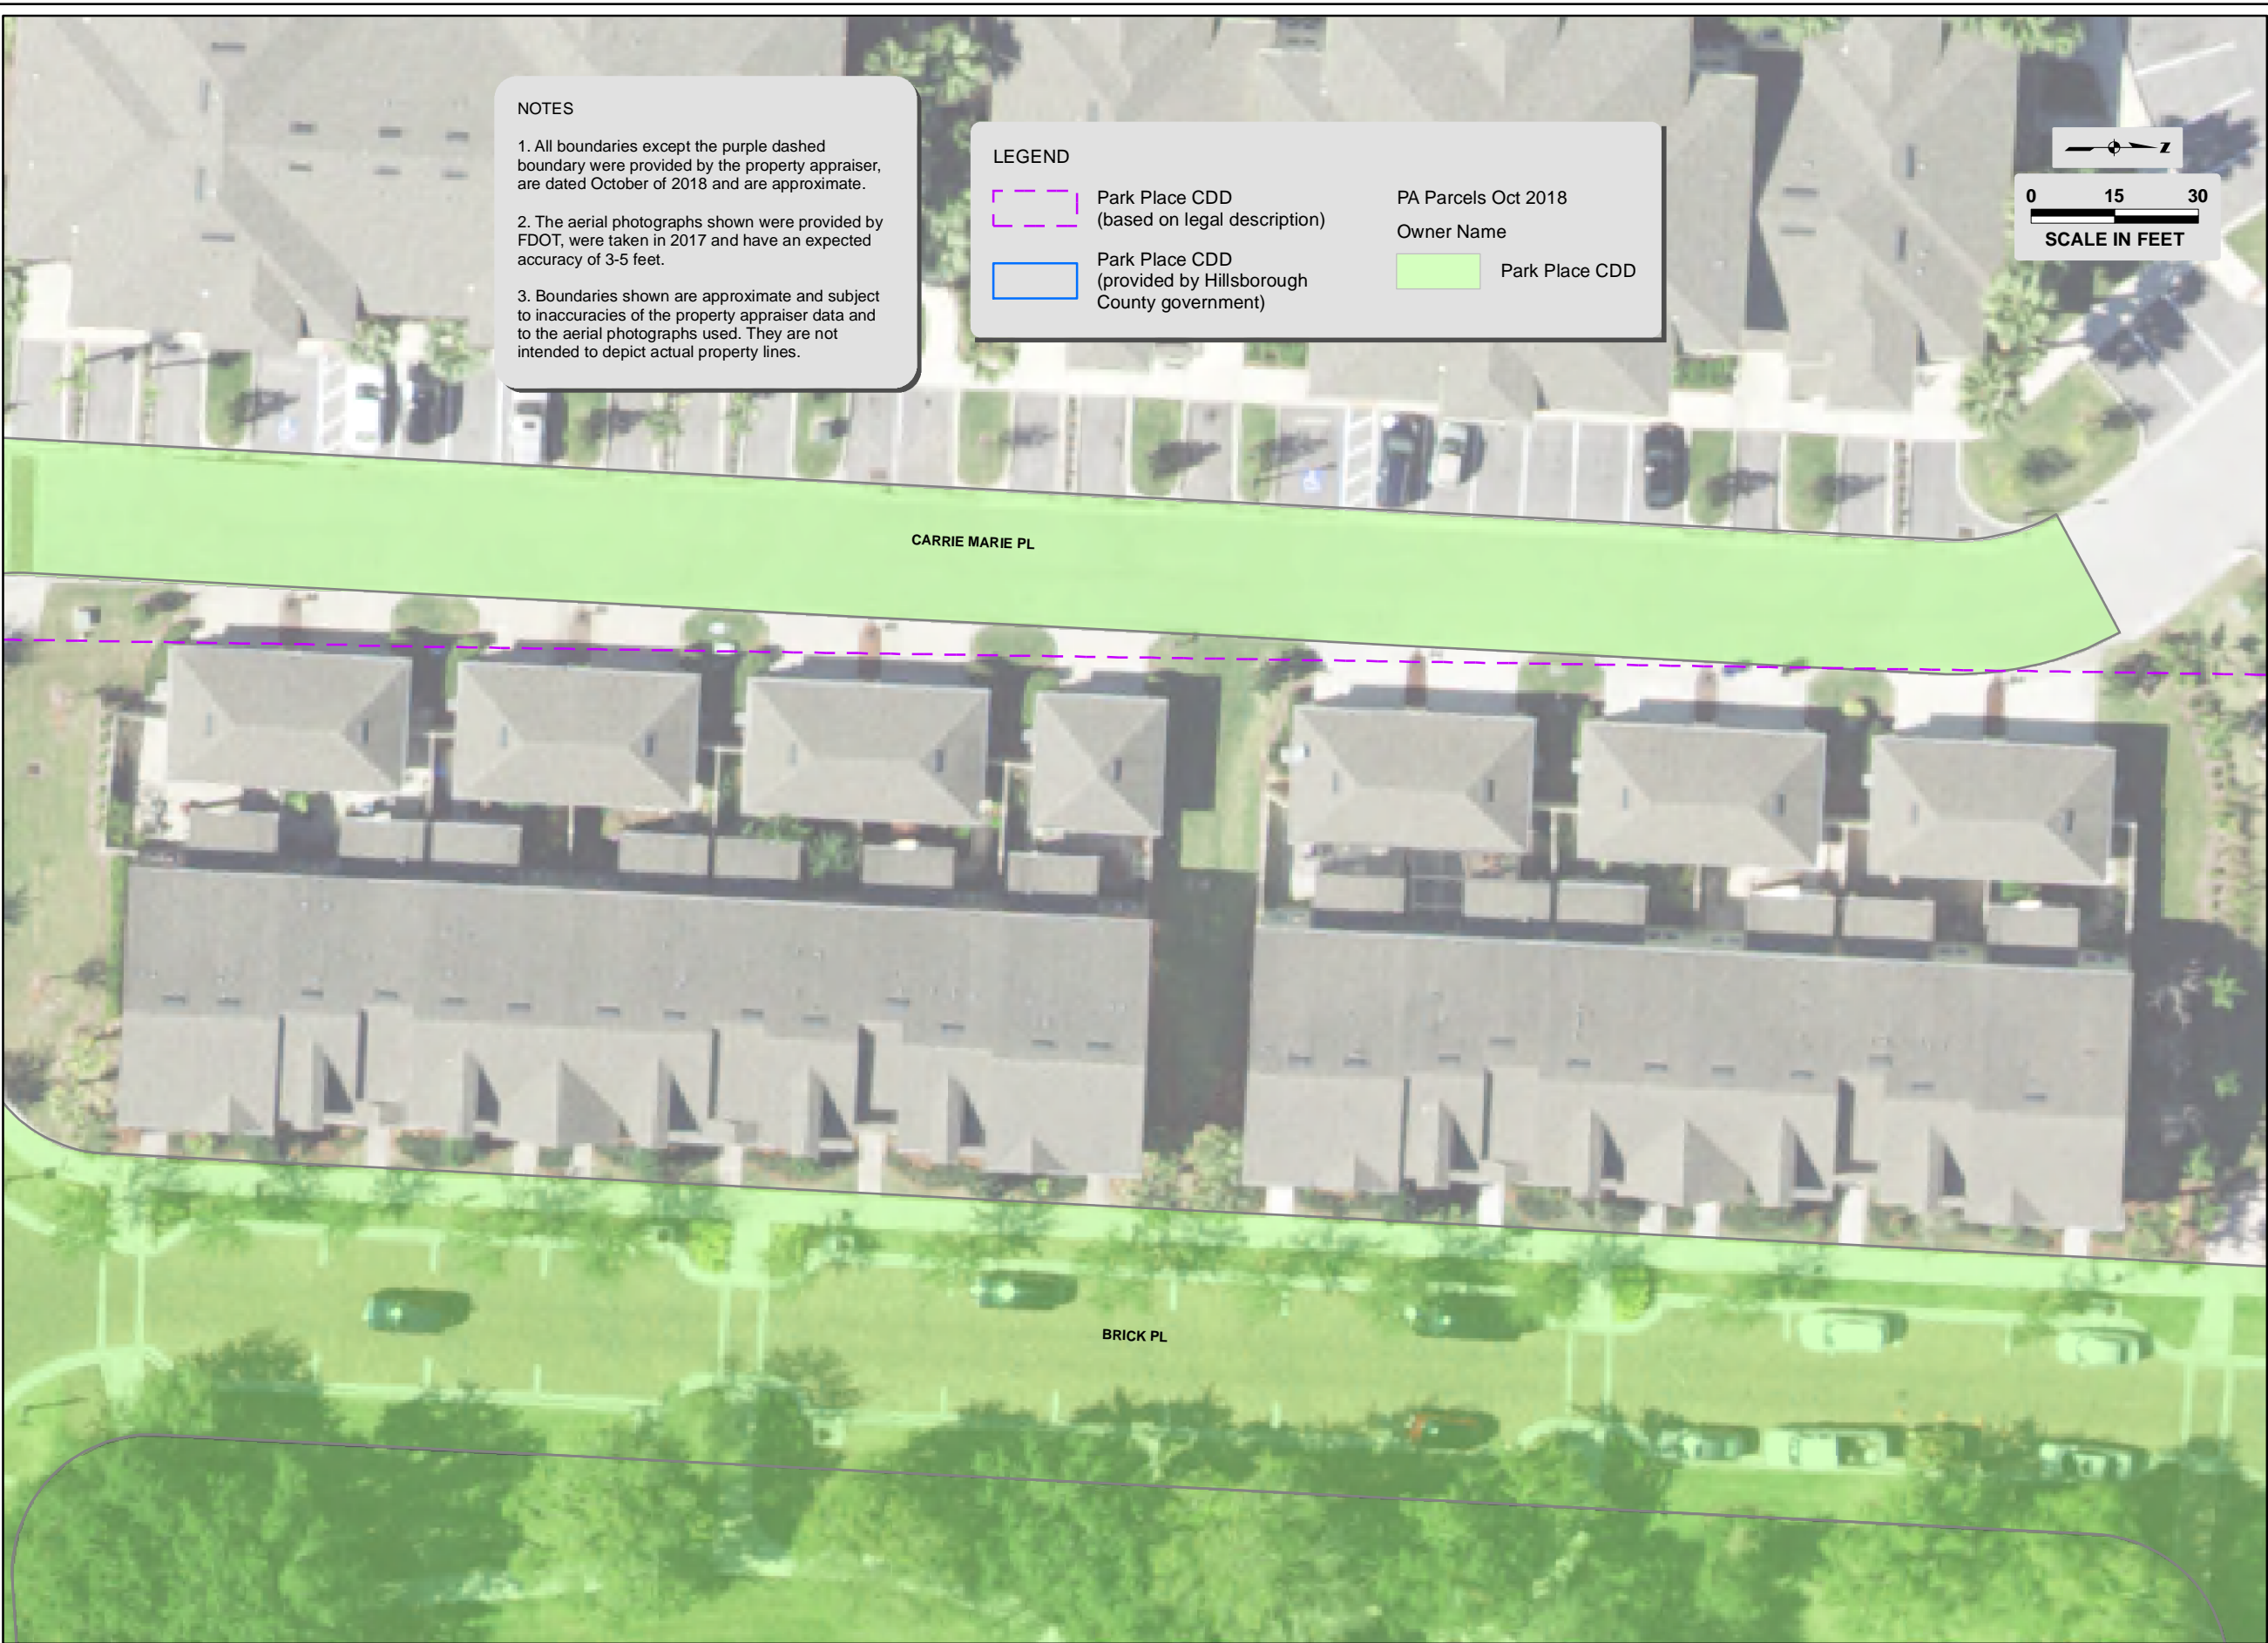 NOTES
1. All boundaries except the purple dashed
boundary were provided by the property appraiser,
are dated October of 2018 and are approximate.
2. The aerial photographs shown were provided by
FDOT, were taken in 2017 and have an expected
accuracy of 3-5 feet.
3. Boundaries shown are approximate and subject
to inaccuracies of the property appraiser data and
to the aerial photographs used. They are not
intended to depict actual property lines.
LEGEND
Park Place CDD
(based on legal description)
Park Place CDD
(provided by Hillsborough
County government)
PA Parcels Oct 2018
Owner Name
Park Place CDD
Z
0 15 30
SCALE IN FEET
CARRIE MARIE PL
BRICK PL